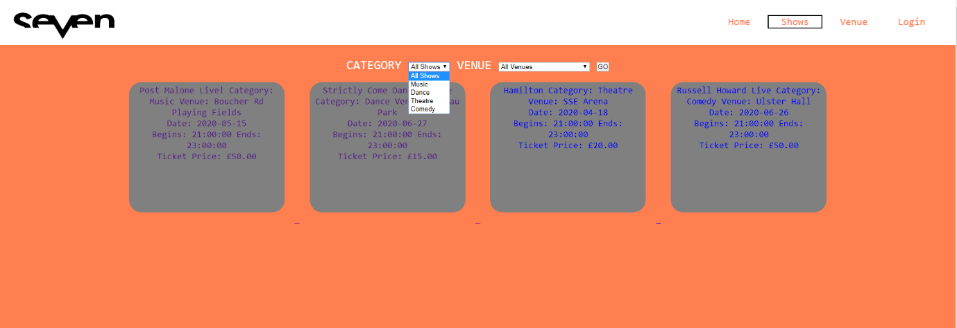 seven
Home Shows Venue Login
CATEGORY All Shows VENUE All Venues GO
All Shows
Music
Dance
Theatre
Comedy
Post Malone Live! Category:
Music Venue: Boucher Rd
Playing Fields
Date: 2020-05-15
Begins: 21:00:00 Ends:
23:00:00
Ticket Price: £50.00
Strictly Come
Category: Dance
Park
Date: 2020-06-27
Begins: 21:00:00 Ends:
23:00:00
Ticket Price: £15.00
Hamilton Category: Theatre
Venue: SSE Arena
Date: 2020-04-18
Begins: 21:00:00 Ends:
23:00:00
Ticket Price: £20.00
Russell Howard Live Category:
Comedy Venue: Ulster Hall
Date: 2020-06-26
Begins: 21:00:00 Ends:
23:00:00
Ticket Price: £50.00